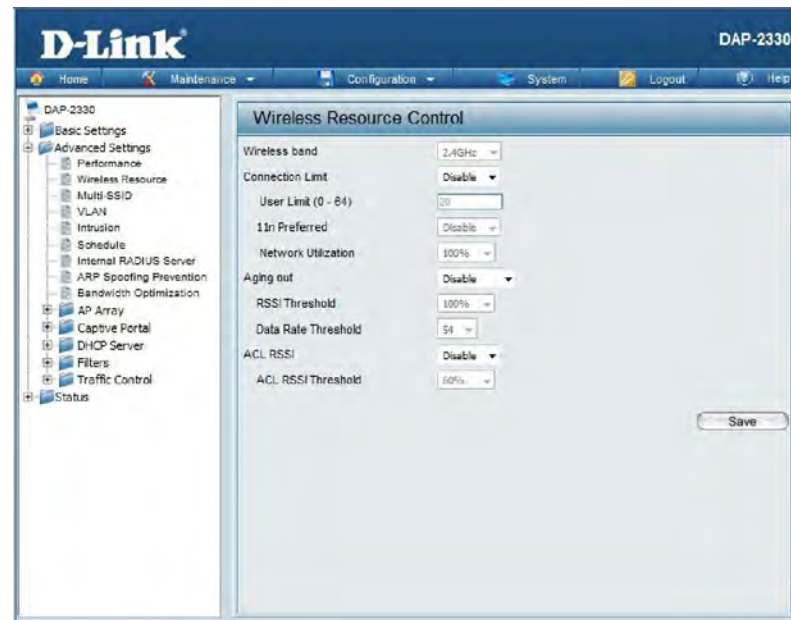 D-Link
DAP-2330
Home Maintenance Configuration System Logout Help
DAP-2330
Basic Settings
Advanced Settings
Performance
Wireless Resource
Multi-SSID
VLAN
Intrusion
Schedule
Internal RADIUS Server
ARP Spoofing Prevention
Bandwidth Optimization
AP Array
Captive Portal
DHCP Server
Filters
Traffic Control
Status
Wireless Resource Control
Wireless band 2.4GHz
Connection Limit Disable
User Limit (0 - 64) 20
11n Preferred Disable
Network Utilization 100%
Aging out Disable
RSSI Threshold 100%
Data Rate Threshold 54
ACL RSSI Disable
ACL RSSI Threshold 60%
Save